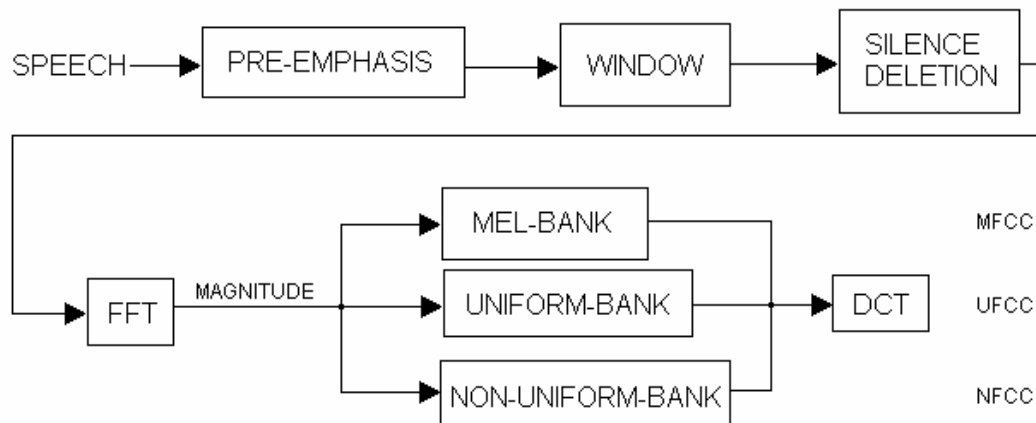 SPEECH
PRE-EMPHASIS
WINDOW
SILENCE
DELETION
FFT
MAGNITUDE
MEL-BANK
UNIFORM-BANK
NON-UNIFORM-BANK
DCT
MFCC
UFCC
NFCC